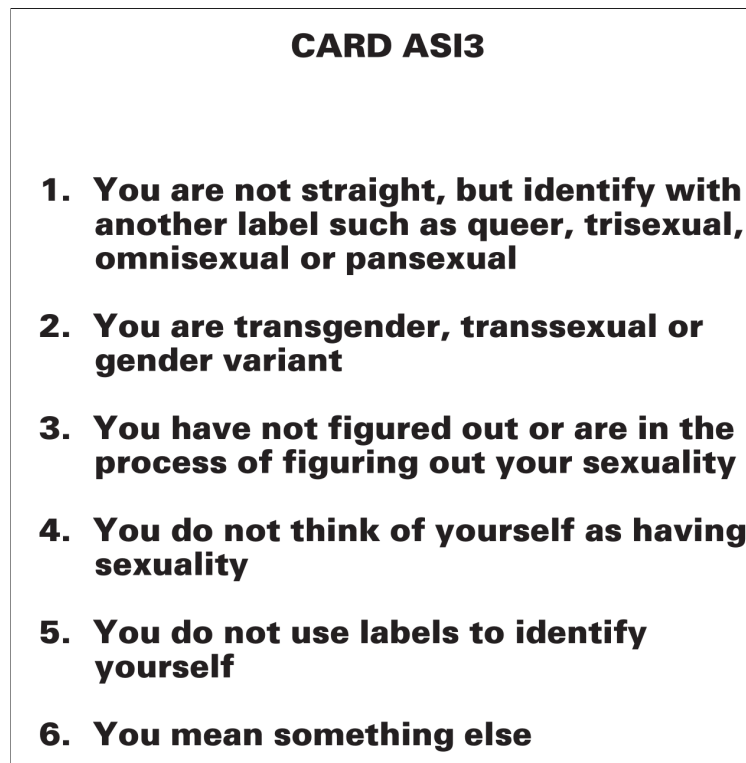 CARD ASI3
1. You are not straight, but identify with
another label such as queer, trisexual,
omnisexual or pansexual
2. You are transgender, transsexual or
gender variant
3. You have not figured out or are in the
process of figuring out your sexuality
4. You do not think of yourself as having
sexuality
5. You do not use labels to identify
yourself
6. You mean something else